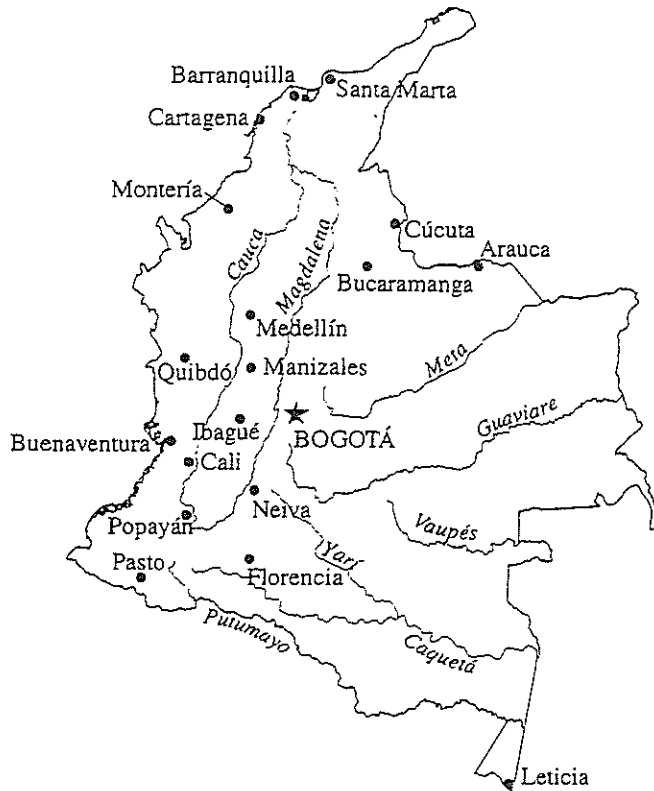 Barranquilla
Santa Marta
Cartagena
Montería
Cúcuta
Arauca
Cauca
Magdalena
Bucaramanga
Medellín
Meta
Quibdó
Manizales
Guaviare
Buenaventura
Ibagué
BOGOTÁ
Cali
Neiva
Popayán
Vaupés
Yarí
Pasto
Florencia
Putumayo
Caquetá
Leticia